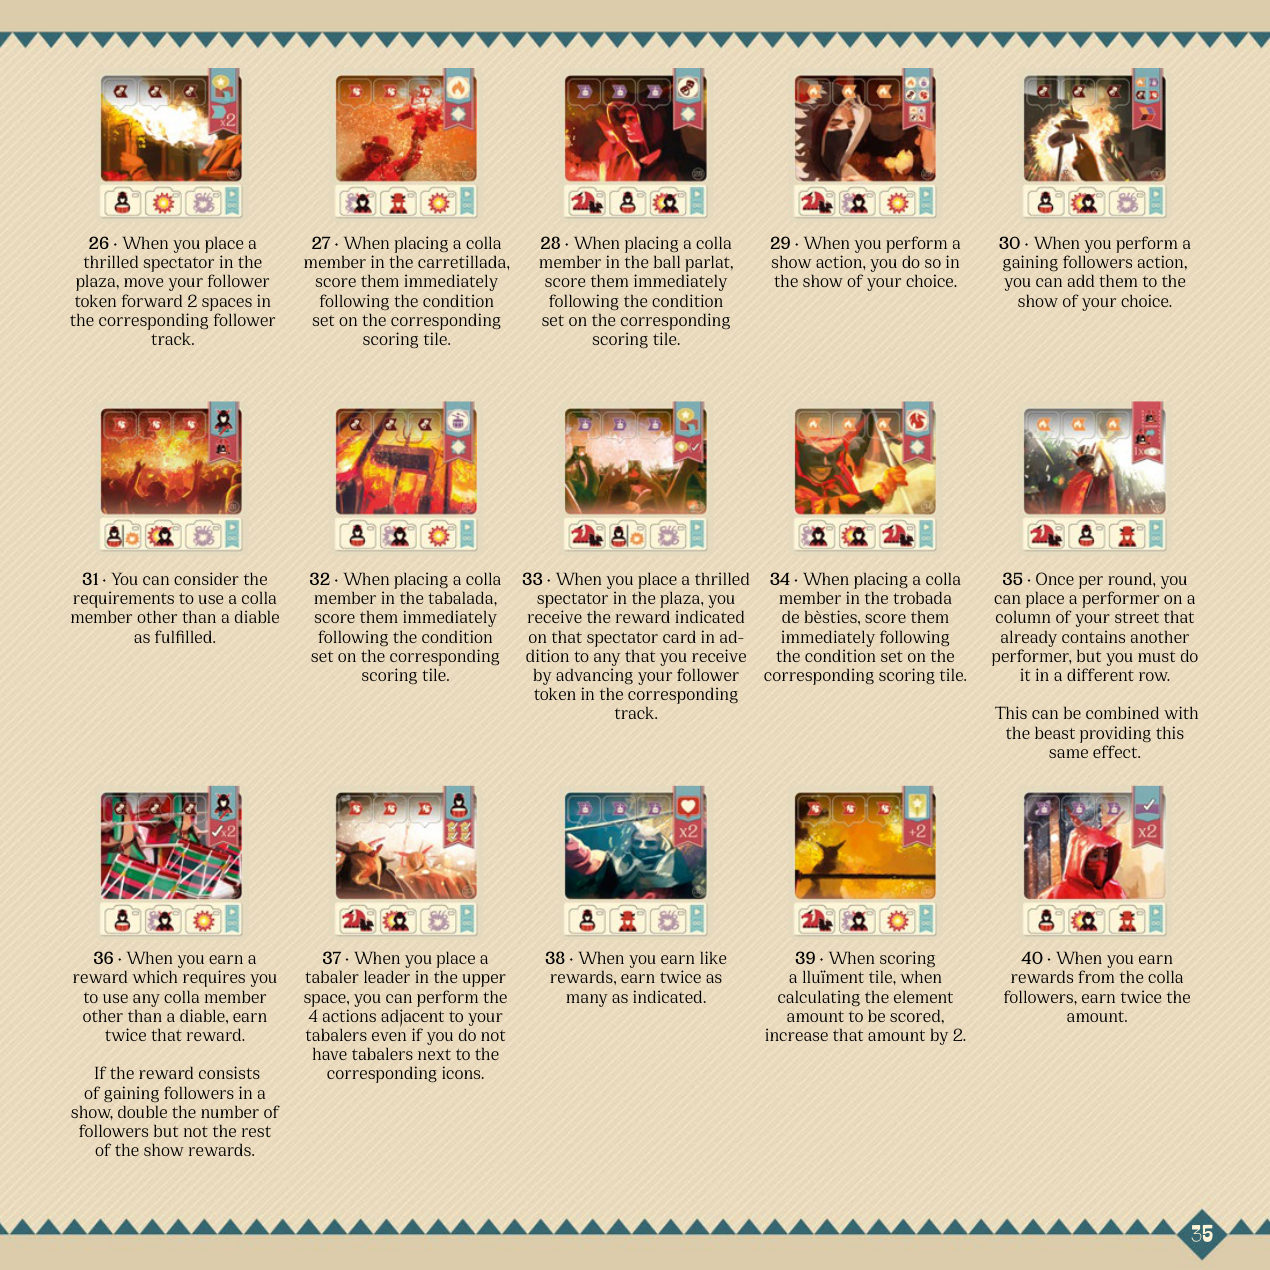 x2
26 · When you place a
thrilled spectator in the
plaza, move your follower
token forward 2 spaces in
the corresponding follower
track.
27 · When placing a colla
member in the carretillada,
score them immediately
following the condition
set on the corresponding
scoring tile.
28 · When placing a colla
member in the ball parlat,
score them immediately
following the condition
set on the corresponding
scoring tile.
29 · When you perform a
show action, you do so in
the show of your choice.
30 · When you perform a
gaining followers action,
you can add them to the
show of your choice.
31 · You can consider the
requirements to use a colla
member other than a diable
as fulfilled.
32 · When placing a colla
member in the tabalada,
score them immediately
following the condition
set on the corresponding
scoring tile.
33 · When you place a thrilled
spectator in the plaza, you
receive the reward indicated
on that spectator card in ad-
dition to any that you receive
by advancing your follower
token in the corresponding
track.
34 · When placing a colla
member in the trobada
de bèsties, score them
immediately following
the condition set on the
corresponding scoring tile.
1x
35 · Once per round, you
can place a performer on a
column of your street that
already contains another
performer, but you must do
it in a different row.
This can be combined with
the beast providing this
same effect.
x2
36 · When you earn a
reward which requires you
to use any colla member
other than a diable, earn
twice that reward.
If the reward consists
of gaining followers in a
show, double the number of
followers but not the rest
of the show rewards.
37 · When you place a
tabaler leader in the upper
space, you can perform the
4 actions adjacent to your
tabalers even if you do not
have tabalers next to the
corresponding icons.
x2
38 · When you earn like
rewards, earn twice as
many as indicated.
+2
39 · When scoring
a lluïment tile, when
calculating the element
amount to be scored,
increase that amount by 2.
x2
40 · When you earn
rewards from the colla
followers, earn twice the
amount.
35